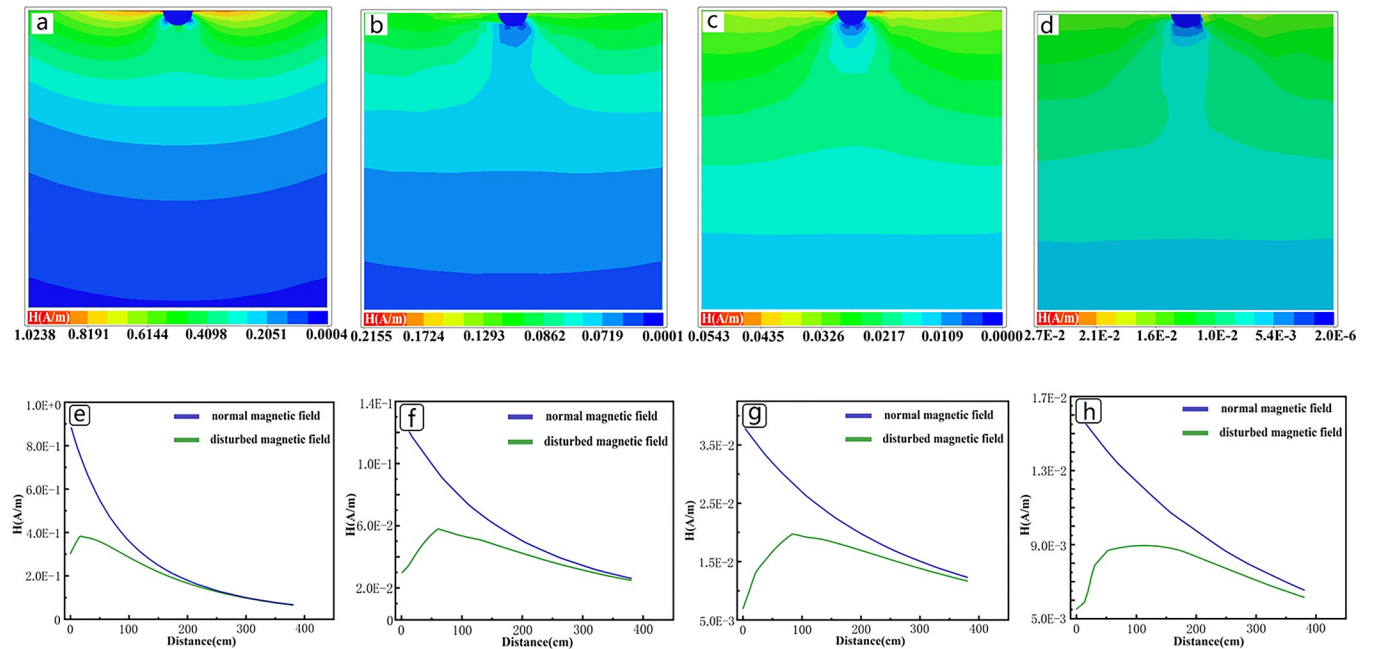 a
b
c
d
H(A/m)
1.0238 0.8191 0.6144 0.4098 0.2051 0.0004
H(A/m)
0.2155 0.1724 0.1293 0.0862 0.0719 0.0001
H(A/m)
0.0543 0.0435 0.0326 0.0217 0.0109 0.0000
H(A/m)
2.7E-2 2.1E-2 1.6E-2 1.0E-2 5.4E-3 2.0E-6
e
normal magnetic field
disturbed magnetic field
H(A/m)
1.0E+0
8.0E-1
6.0E-1
4.0E-1
2.0E-1
0
0 100 200 300 400
Distance(cm)
f
normal magnetic field
disturbed magnetic field
H(A/m)
1.4E-1
1.0E-1
6.0E-2
2.0E-2
0
0 100 200 300 400
Distance(cm)
g
normal magnetic field
disturbed magnetic field
H(A/m)
3.5E-2
2.5E-2
1.5E-2
5.0E-3
0 100 200 300 400
Distance(cm)
h
normal magnetic field
disturbed magnetic field
H(A/m)
1.7E-2
1.3E-2
9.0E-3
5.0E-3
0 100 200 300 400
Distance(cm)